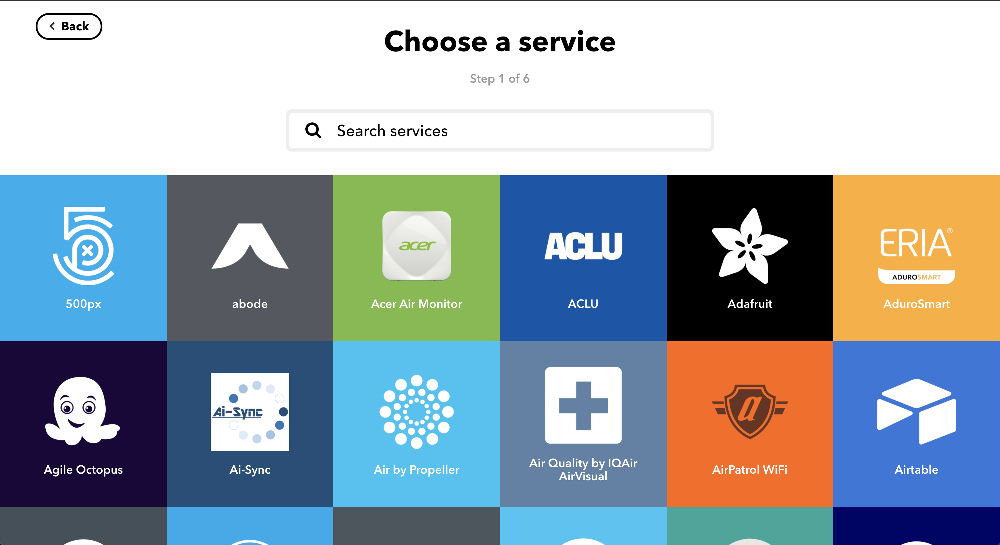 Back
Choose a service
Step 1 of 6
Search services
500px
abode
acer
Acer Air Monitor
ACLU
ACLU
Adafruit
ERIA®
ADUROSMART
AduroSmart
Agile Octopus
Ai-Sync
Ai-Sync
Air by Propeller
Air Quality by IQAir
AirVisual
a
AirPatrol WiFi
Airtable